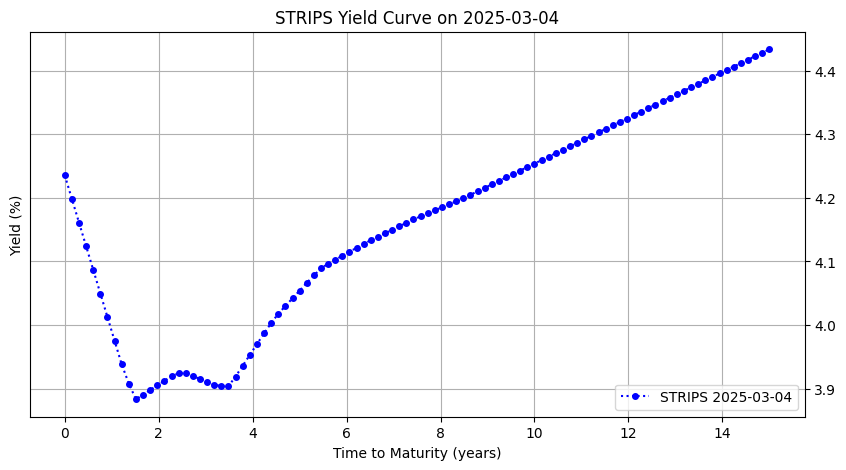 STRIPS Yield Curve on 2025-03-04
Yield (%)
4.4
4.3
4.2
4.1
4.0
3.9
STRIPS 2025-03-04
0 2 4 6 8 10 12 14
Time to Maturity (years)